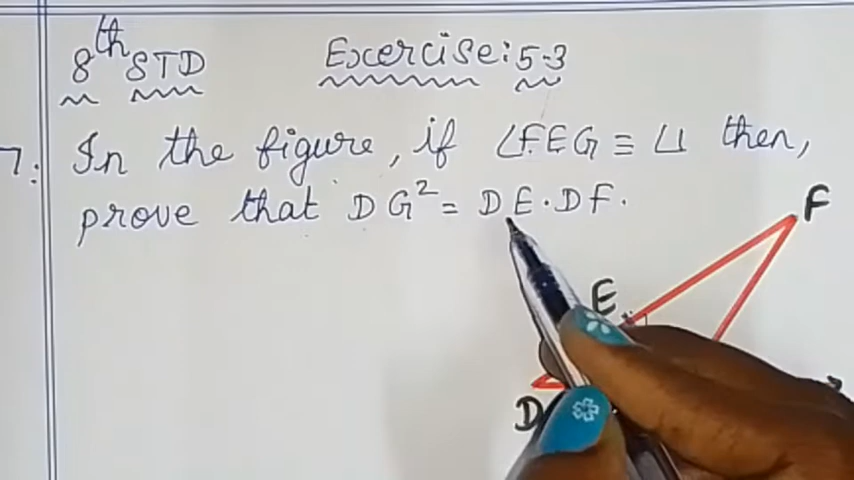 8th STD Exercise: 5-3
7: In the figure, if ∠FEG ≡ ∠1 then,
prove that DG² = DE.DF.
F
E
D